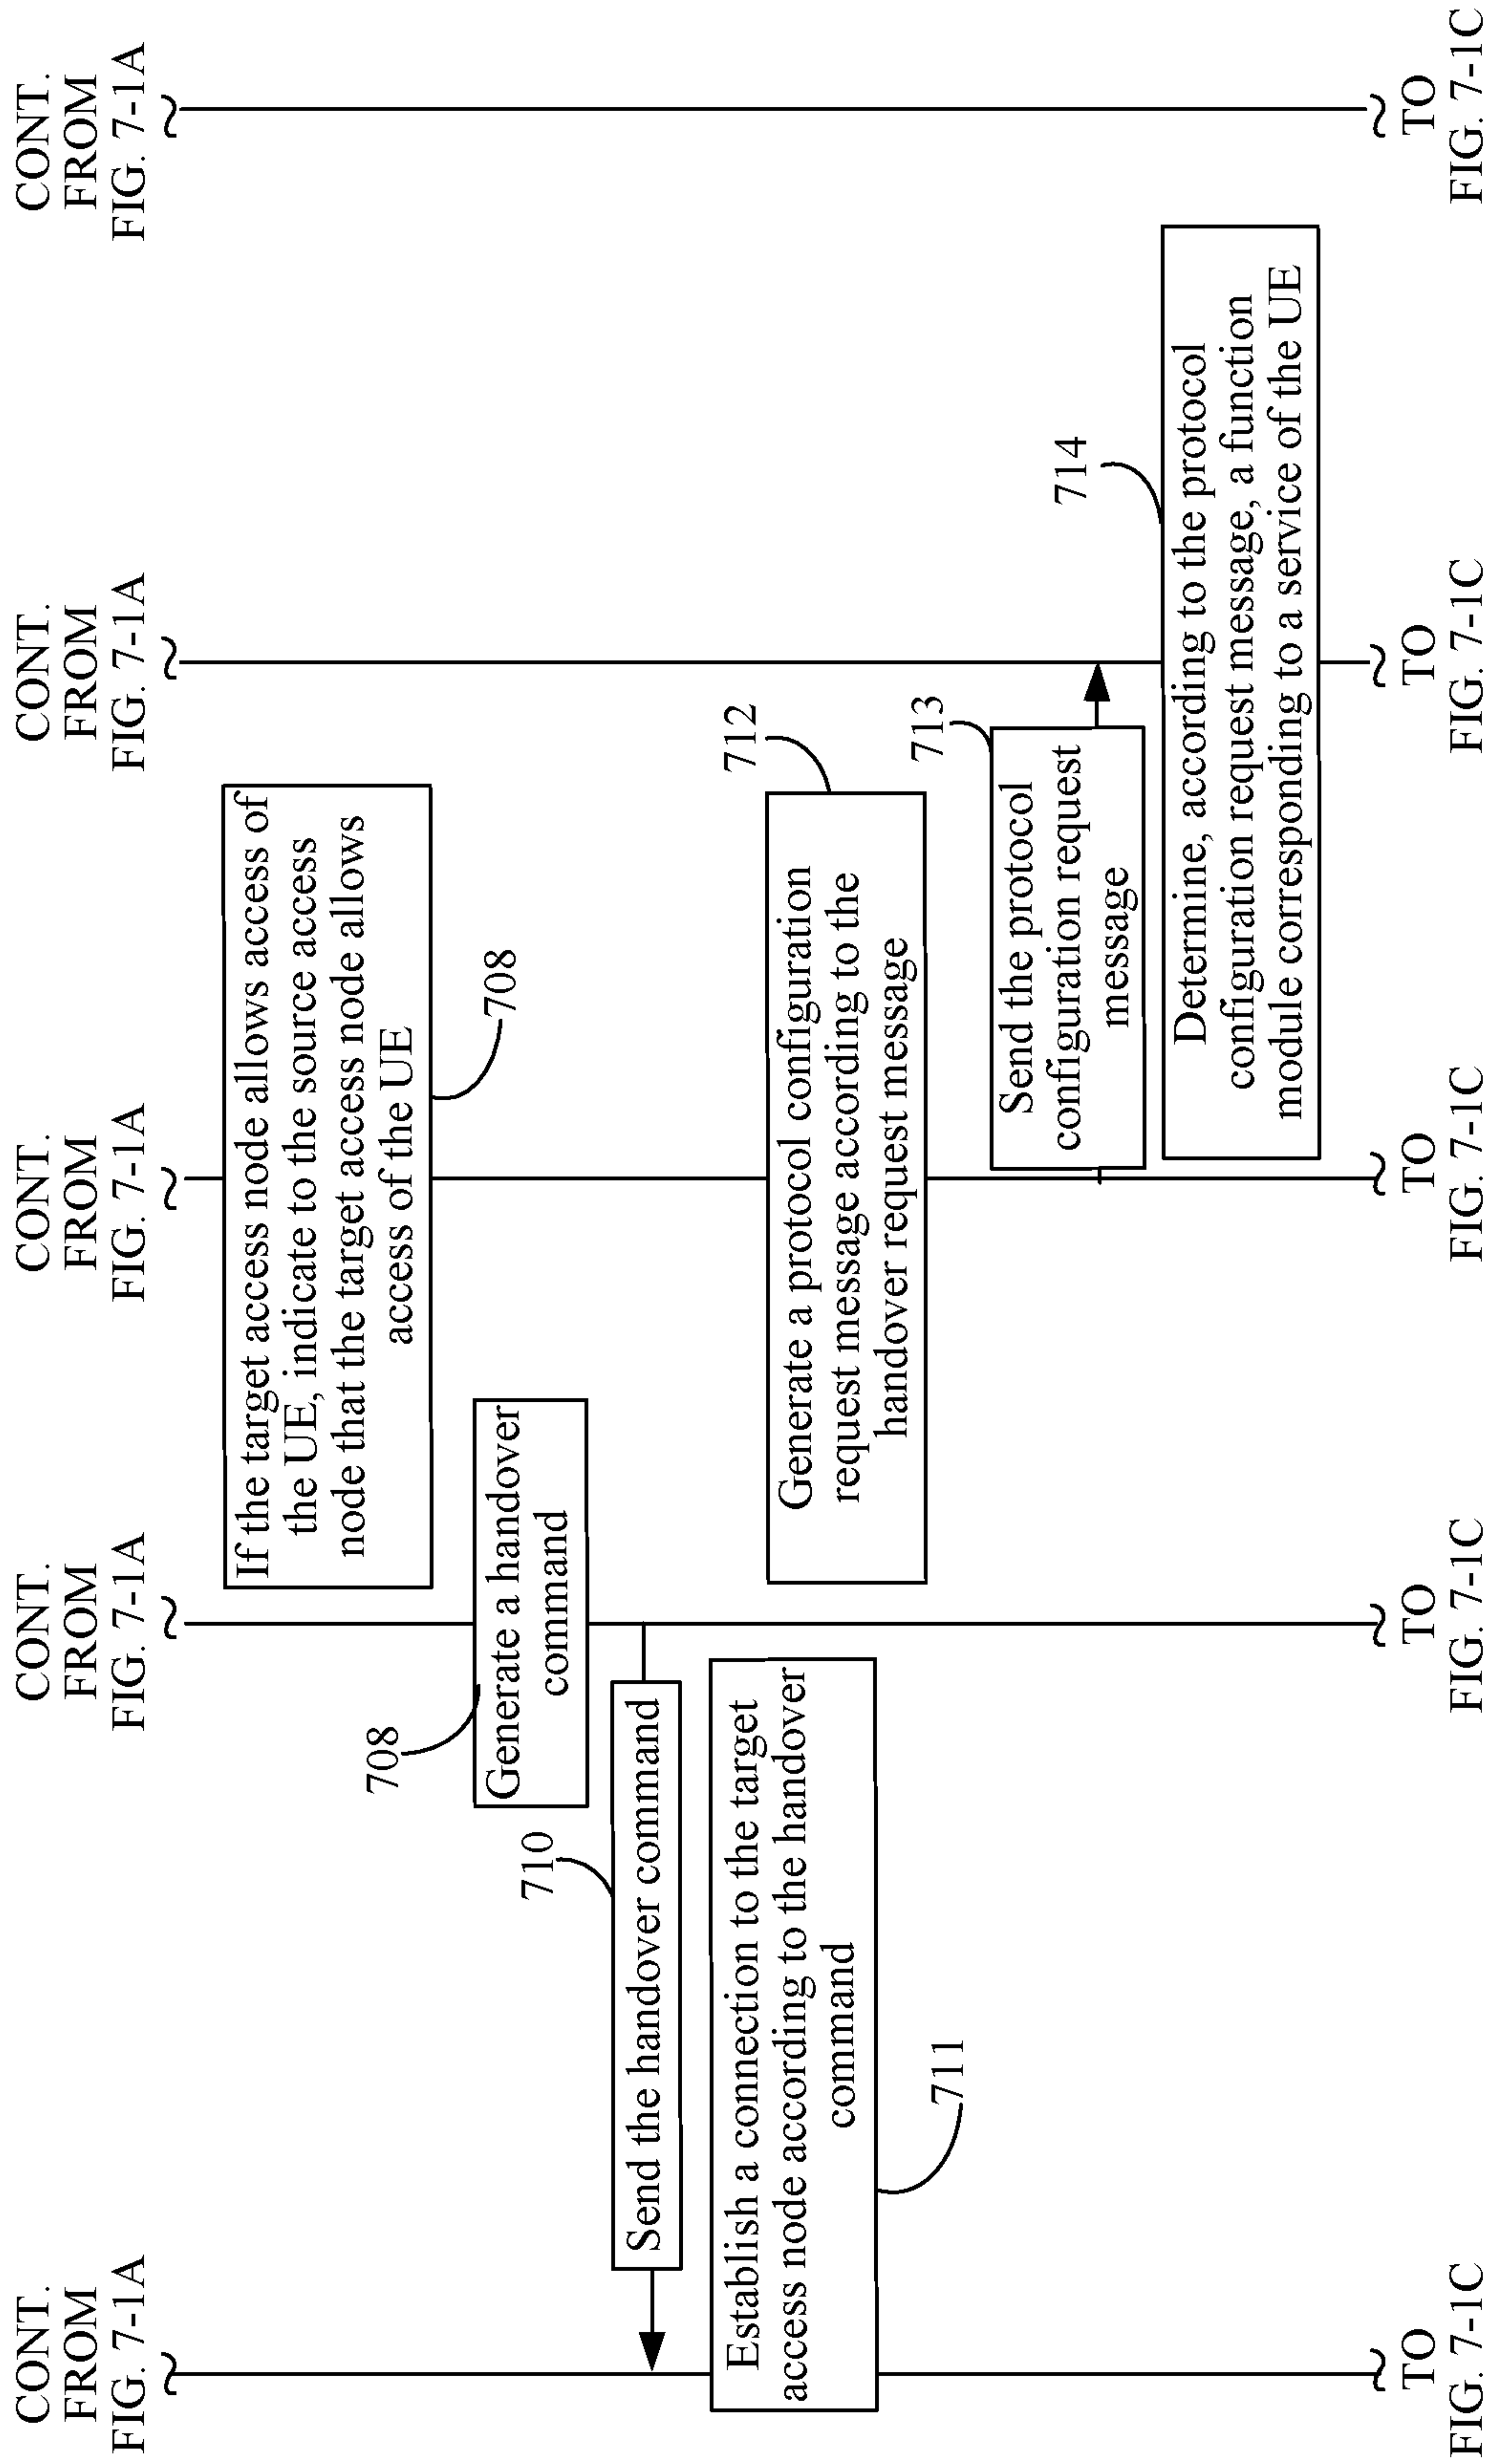 CONT.
FROM
FIG. 7-1A
CONT.
FROM
FIG. 7-1A
CONT.
FROM
FIG. 7-1A
CONT.
FROM
FIG. 7-1A
CONT.
FROM
FIG. 7-1A
If the target access node allows access of
the UE, indicate to the source access
node that the target access node allows
access of the UE
708
708
Generate a handover
command
710
Send the handover command
Establish a connection to the target
access node according to the handover
command
711
712
Generate a protocol configuration
request message according to the
handover request message
713
Send the protocol
configuration request
message
714
Determine, according to the protocol
configuration request message, a function
module corresponding to a service of the UE
TO
FIG. 7-1C
TO
FIG. 7-1C
TO
FIG. 7-1C
TO
FIG. 7-1C
TO
FIG. 7-1C